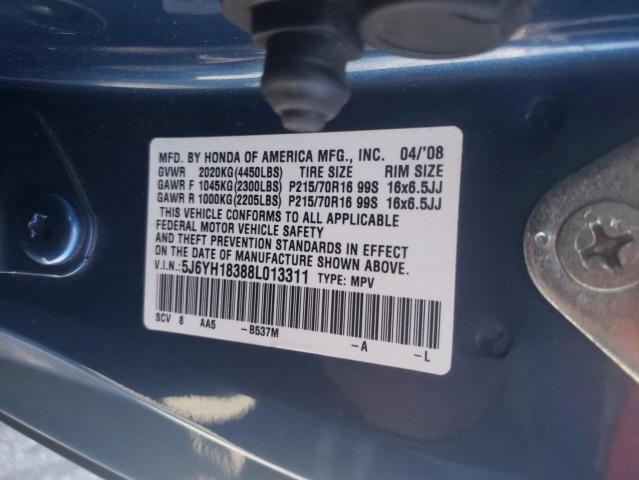 MFD. BY HONDA OF AMERICA MFG., INC. 04/'08
GVWR 2020KG(4450LBS) TIRE SIZE RIM SIZE
GAWR F 1045KG(2300LBS) P215/70R16 99S 16x6.5JJ
GAWR R 1000KG(2205LBS) P215/70R16 99S 16x6.5JJ
THIS VEHICLE CONFORMS TO ALL APPLICABLE
FEDERAL MOTOR VEHICLE SAFETY
AND THEFT PREVENTION STANDARDS IN EFFECT
ON THE DATE OF MANUFACTURE SHOWN ABOVE.
V.I.N.:5J6YH18388L013311 TYPE: MPV
SCV 8 AA5 -B537M -A -L